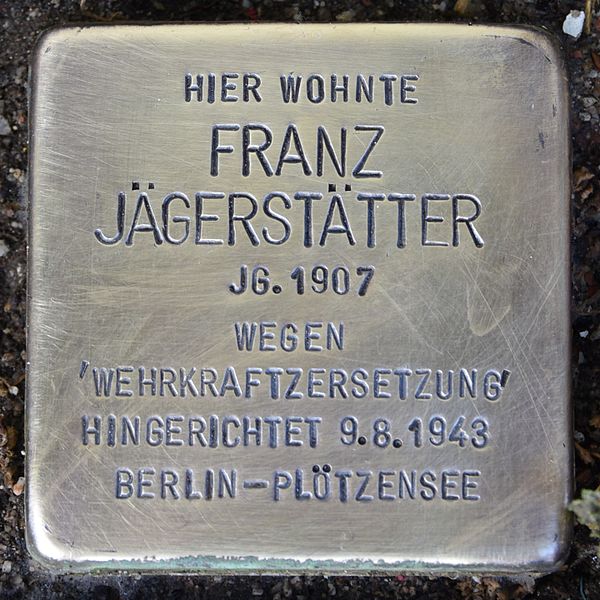 HIER WOHNTE
FRANZ
JÄGERSTÄTTER
JG. 1907
WEGEN
'WEHRKRAFTZERSETZUNG'
HINGERICHTET 9.8.1943
BERLIN-PLÖTZENSEE